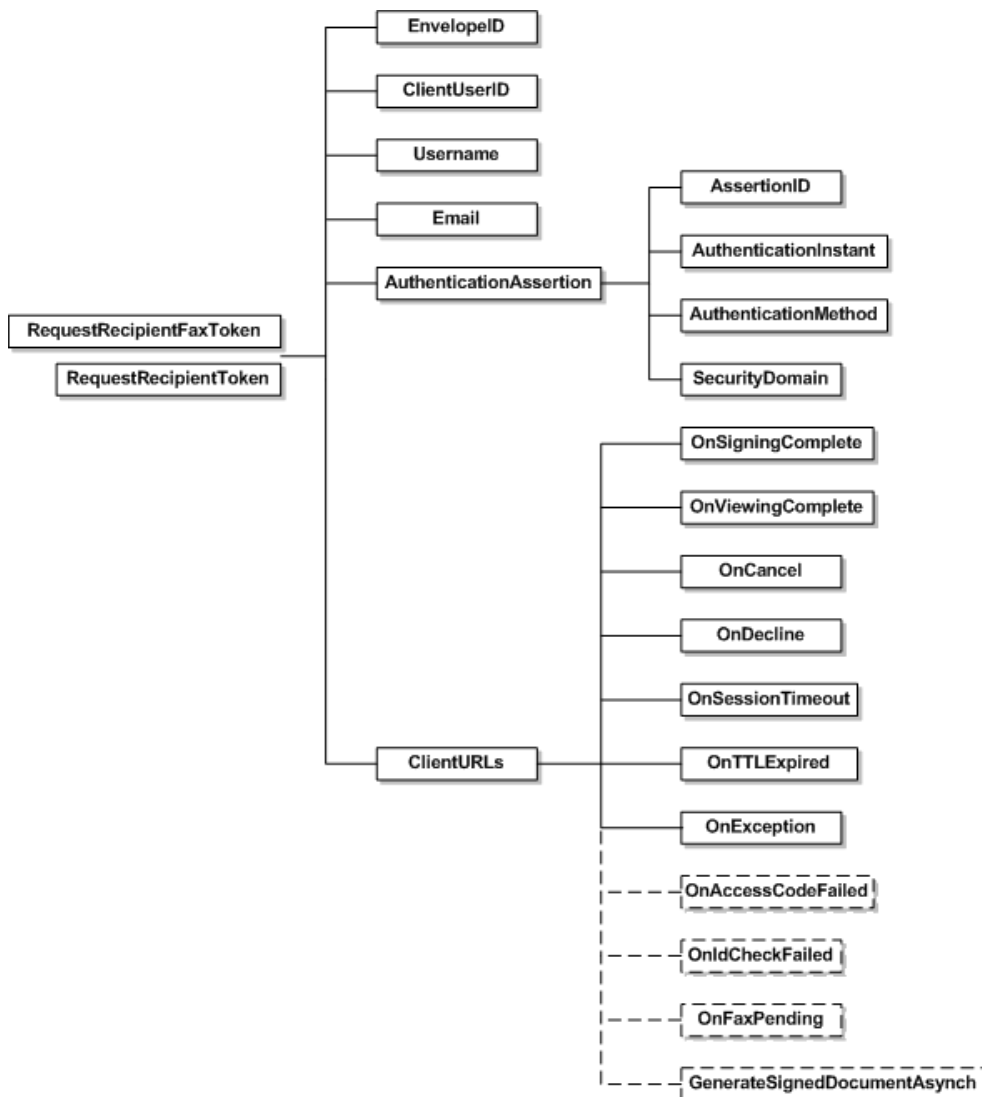 EnvelopeID
ClientUserID
Username
Email
AuthenticationAssertion
AssertionID
AuthenticationInstant
AuthenticationMethod
SecurityDomain
RequestRecipientFaxToken
RequestRecipientToken
ClientURLs
OnSigningComplete
OnViewingComplete
OnCancel
OnDecline
OnSessionTimeout
OnTTLExpired
OnException
OnAccessCodeFailed
OnIdCheckFailed
OnFaxPending
GenerateSignedDocumentAsynch